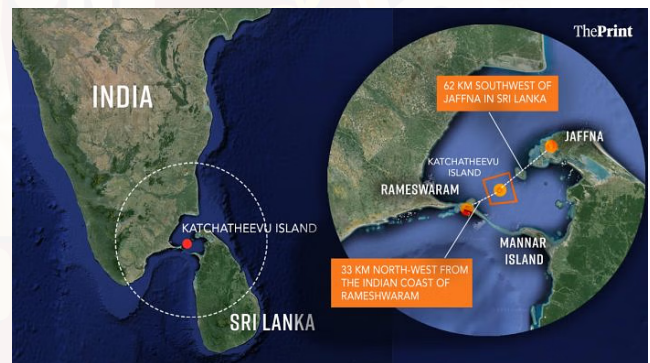 ThePrint
INDIA
KATCHATHEEVU ISLAND
SRI LANKA
62 KM SOUTHWEST OF
JAFFNA IN SRI LANKA
JAFFNA
KATCHATHEEVU
ISLAND
RAMESWARAM
MANNAR
ISLAND
33 KM NORTH-WEST FROM
THE INDIAN COAST OF
RAMESHWARAM